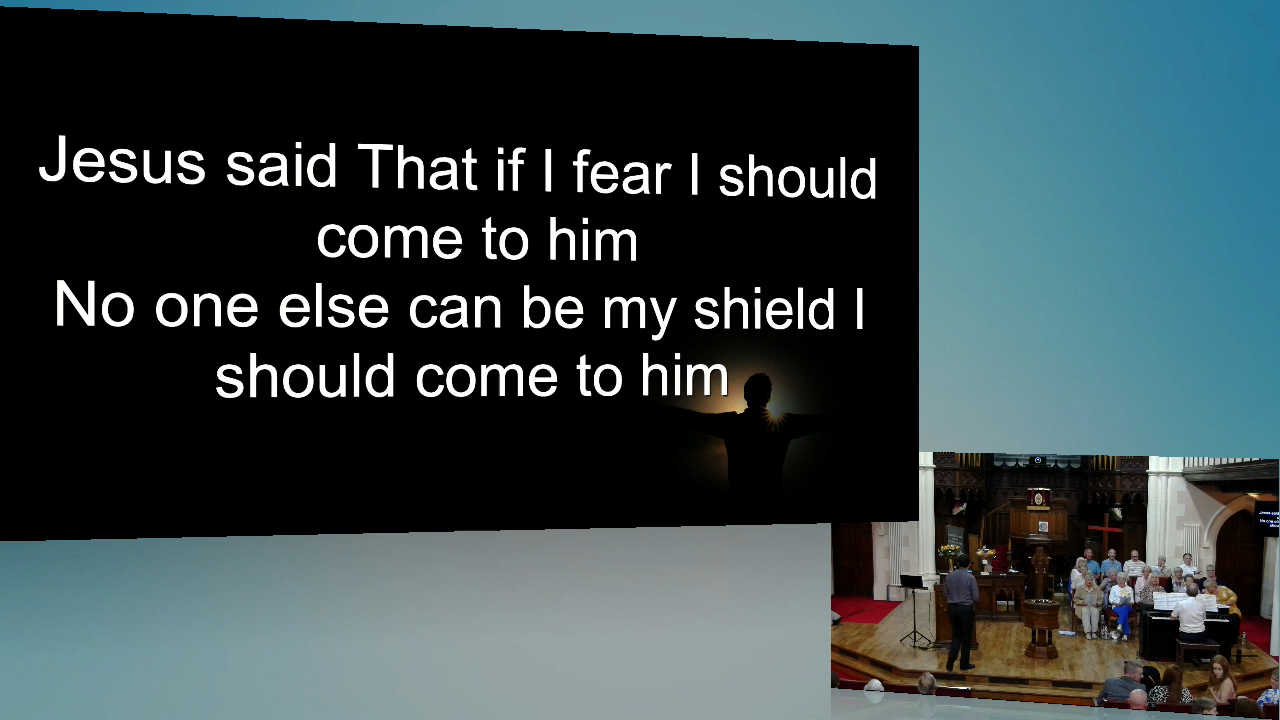 Jesus said That if I fear I should
come to him
No one else can be my shield I
should come to him